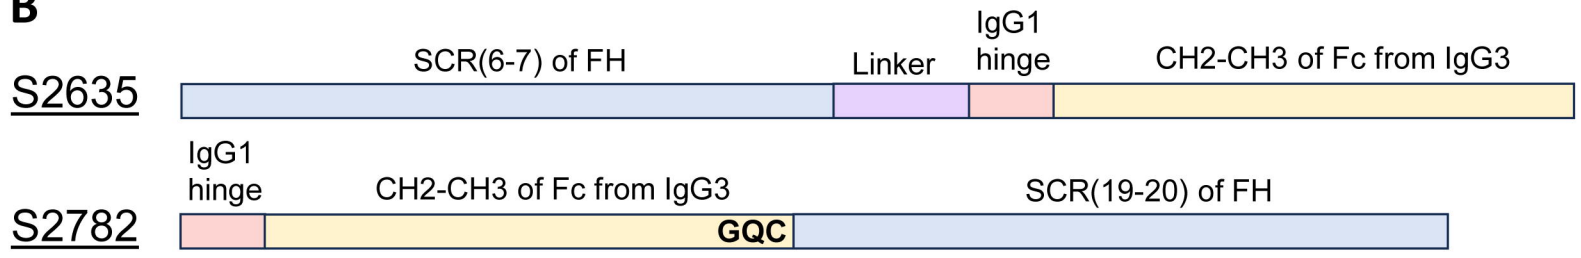 B
IgG1
SCR(6-7) of FH
Linker
hinge
CH2-CH3 of Fc from IgG3
S2635
IgG1
hinge
CH2-CH3 of Fc from IgG3
SCR(19-20) of FH
S2782
GQC